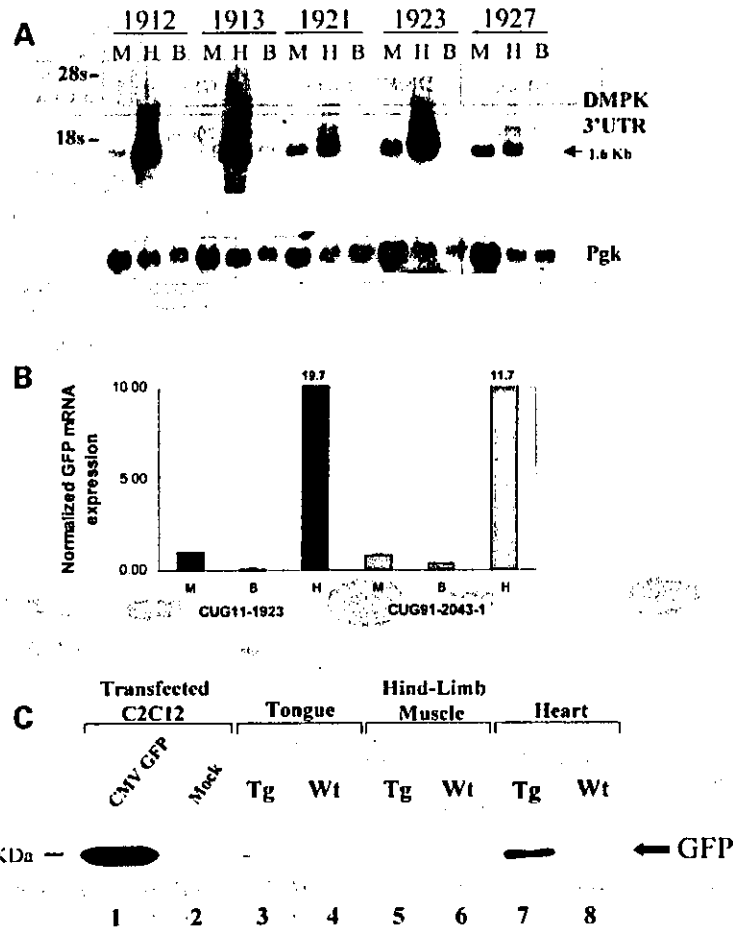 A
1912 1913 1921 1923 1927
M H B M H B M H B M H B M H B
28s-
18s-
DMPK
3'UTR
1.6 Kb
Pgk
B
Normalized GFP mRNA
expression
10.00
5.00
0.00
19.7
11.7
M B H M B H
CUG11-1923 CUG91-2043-1
C
Transfected
C2C12
Tongue
Hind-Limb
Muscle
Heart
CMV GFP Mock Tg Wt Tg Wt Tg Wt
KDa
GFP
1 2 3 4 5 6 7 8